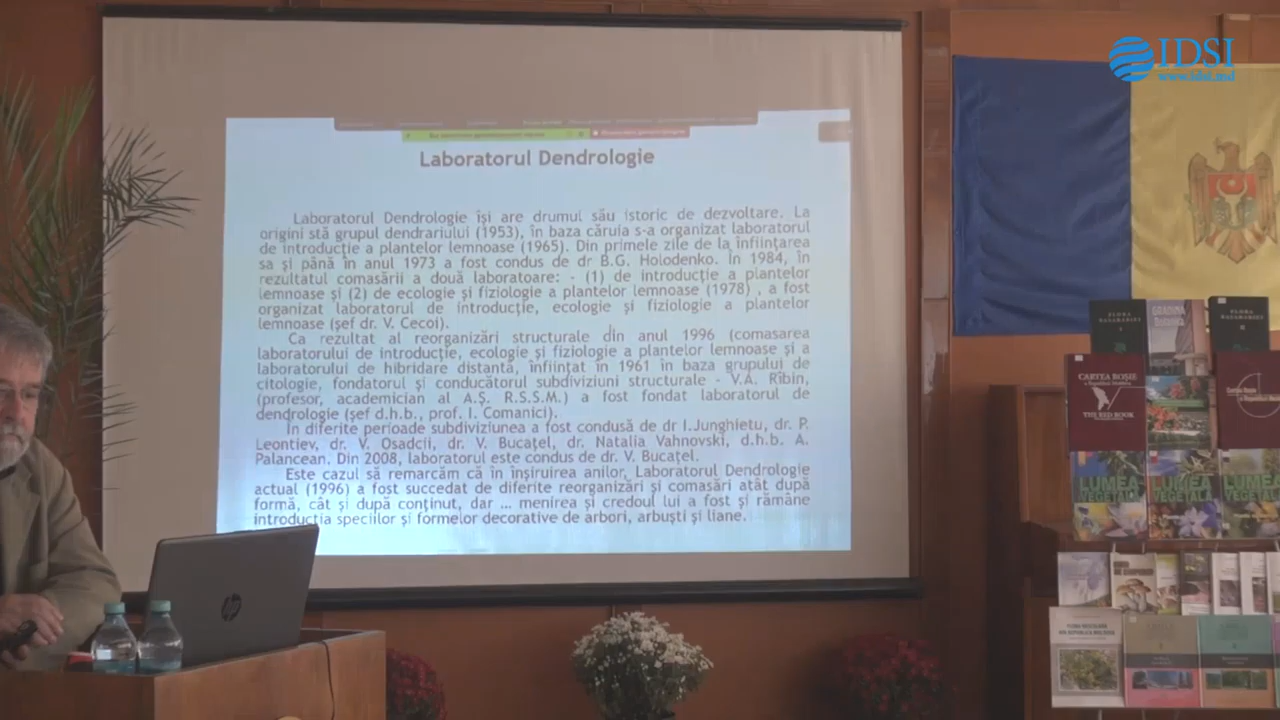 IDSI
www.idsi.md
Laboratorul Dendrologie
Laboratorul Dendrologie își are drumul său istoric de dezvoltare. La
origini stă grupul dendrariului (1953), în baza căruia s-a organizat laboratorul
de introducție a plantelor lemnoase (1965). Din primele zile de la înființarea
sa și până în anul 1973 a fost condus de dr B.G. Holodenko. În 1984, în
rezultatul comasării a două laboratoare: - (1) de introducție a plantelor
lemnoase și (2) de ecologie și fiziologie a plantelor lemnoase (1978) , a fost
organizat laboratorul de introducție, ecologie și fiziologie a plantelor
lemnoase (șef dr. V. Cecoi).
Ca rezultat al reorganizări structurale din anul 1996 (comasarea
laboratorului de introducție, ecologie și fiziologie a plantelor lemnoase și a
laboratorului de hibridare distantă, înființat în 1961 în baza grupului de
citologie, fondatorul și conducătorul subdiviziuni structurale - V.A. Rîbin,
(profesor, academician al A.Ș. R.S.S.M.) a fost fondat laboratorul de
dendrologie (șef d.h.b., prof. I. Comanici).
În diferite perioade subdiviziunea a fost condusă de dr I.Junghietu, dr. P.
Leontiev, dr. V. Osadcii, dr. V. Bucațel, dr. Natalia Vahnovski, d.h.b. A.
Palancean. Din 2008, laboratorul este condus de dr. V. Bucațel.
Este cazul să remarcăm că în înșiruirea anilor, Laboratorul Dendrologie
actual (1996) a fost succedat de diferite reorganizări și comasări atât după
formă, cât și după conținut, dar ... menirea și credoul lui a fost și rămâne
introducția speciilor și formelor decorative de arbori, arbuști și liane.
hp
FLORA
BASARABIEI
I
GRĂDINA
FLORA
BASARABIEI
II
CARTEA ROȘIE
a Republicii Moldova
THE RED BOOK
LUMEA
VEGETALĂ
LUMEA
VEGETALĂ
LUMEA
VEGETALĂ
DIN REPUBLICA MOLDOVA